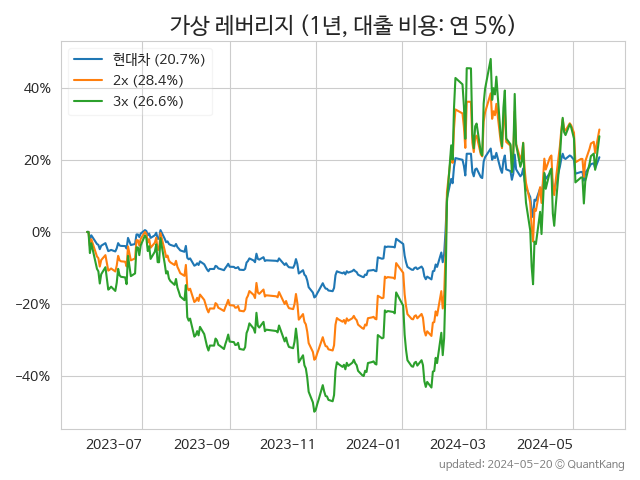 가상 레버리지 (1년, 대출 비용: 연 5%)
현대차 (20.7%)
2x (28.4%)
3x (26.6%)
40%
20%
0%
−20%
−40%
2023-07 2023-09 2023-11 2024-01 2024-03 2024-05
updated: 2024-05-20 © QuantKang